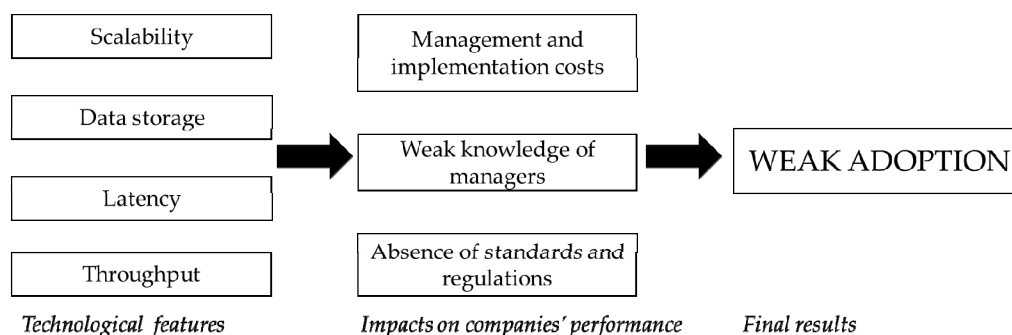 Scalability
Data storage
Latency
Throughput
Technological features
Management and
implementation costs
Weak knowledge of
managers
Absence of standards and
regulations
Impacts on companies' performance
WEAK ADOPTION
Final results